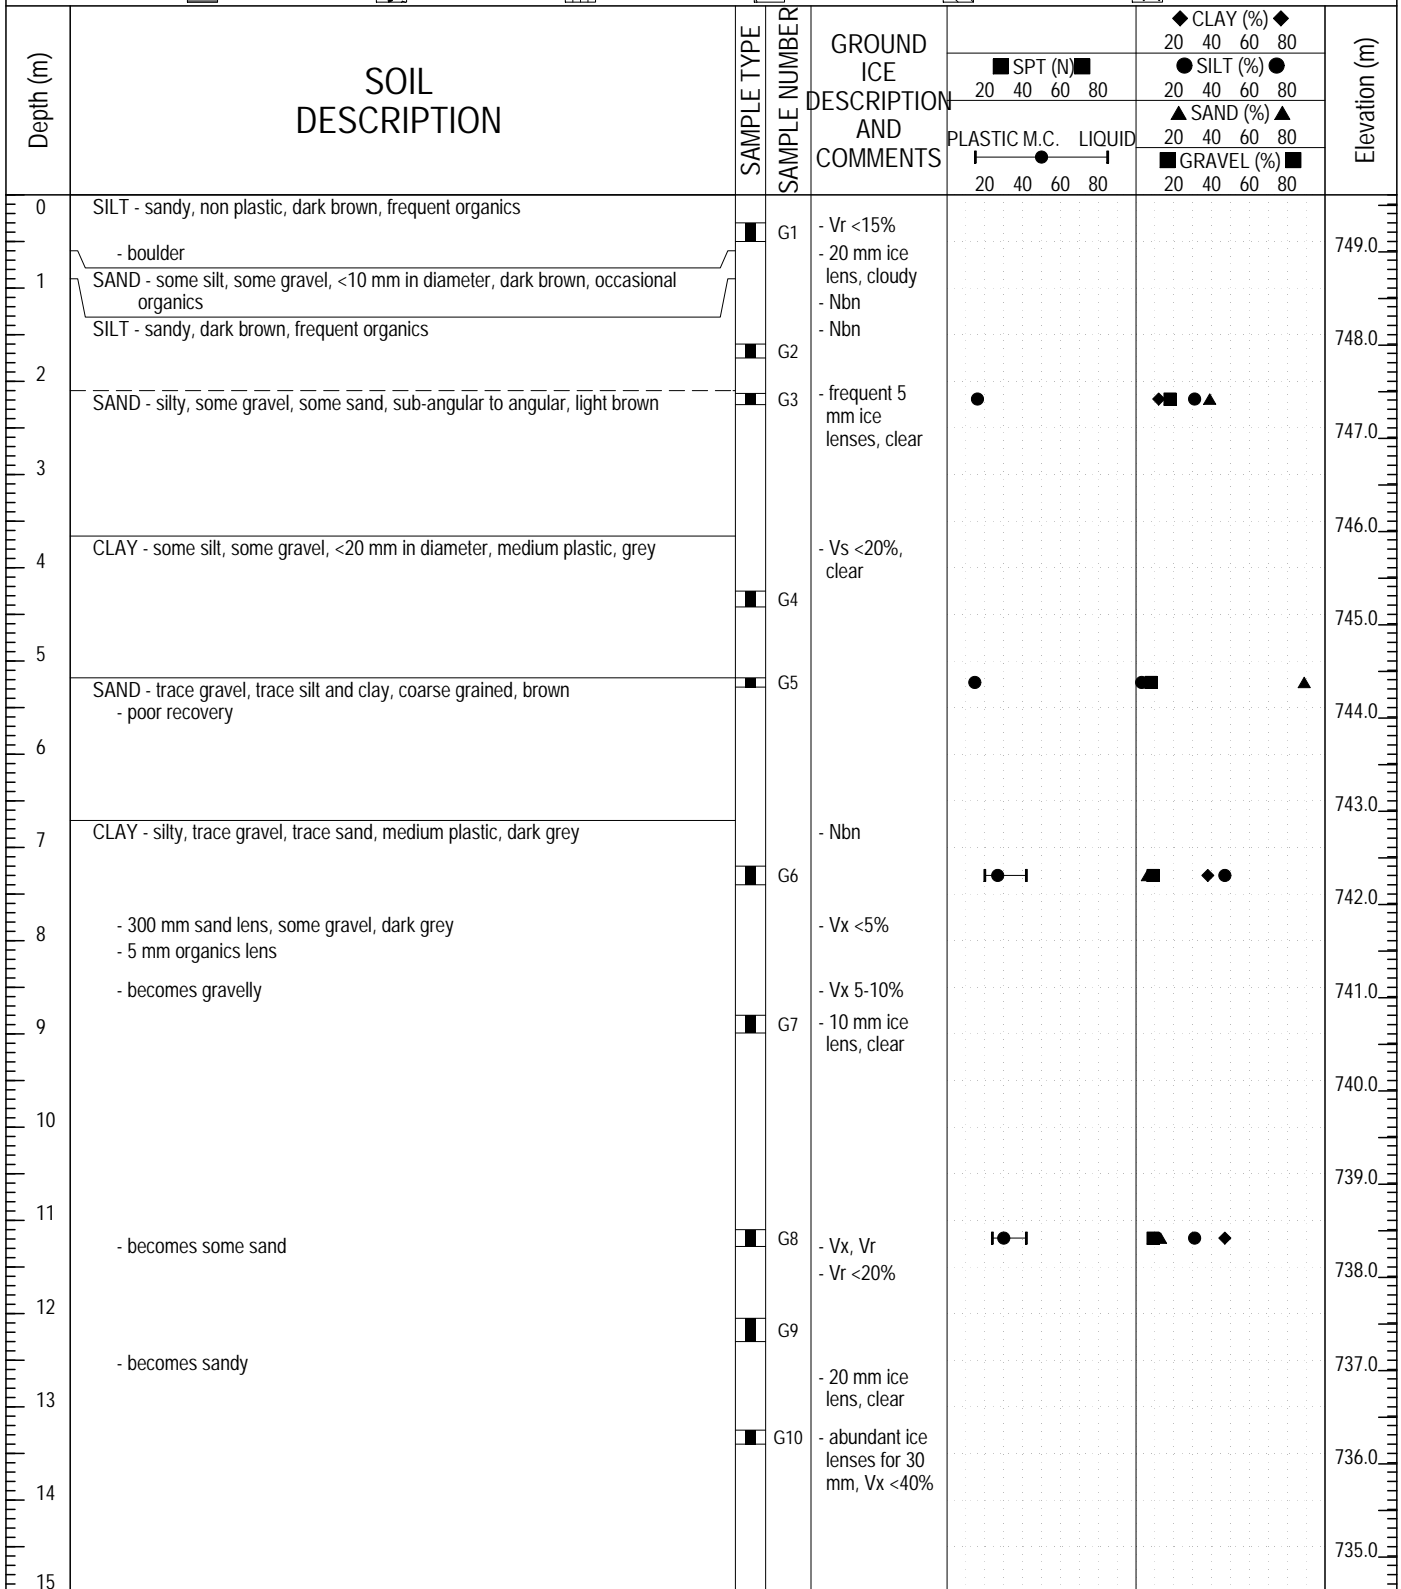 Depth (m)
SOIL
DESCRIPTION
SAMPLE TYPE
SAMPLE NUMBER
GROUND
ICE
DESCRIPTION
AND
COMMENTS
SPT (N)
20 40 60 80
PLASTIC M.C. LIQUID
20 40 60 80
CLAY (%)
20 40 60 80
SILT (%)
20 40 60 80
SAND (%)
20 40 60 80
GRAVEL (%)
20 40 60 80
Elevation (m)
0
SILT - sandy, non plastic, dark brown, frequent organics
G1
- Vr <15%
- boulder
- 20 mm ice
lens, cloudy
749.0
1
SAND - some silt, some gravel, <10 mm in diameter, dark brown, occasional
organics
- Nbn
SILT - sandy, dark brown, frequent organics
- Nbn
748.0
G2
2
SAND - silty, some gravel, some sand, sub-angular to angular, light brown
G3
- frequent 5
mm ice
lenses, clear
747.0
3
746.0
CLAY - some silt, some gravel, <20 mm in diameter, medium plastic, grey
- Vs <20%,
clear
4
G4
745.0
5
SAND - trace gravel, trace silt and clay, coarse grained, brown
G5
- poor recovery
744.0
6
743.0
CLAY - silty, trace gravel, trace sand, medium plastic, dark grey
- Nbn
7
G6
742.0
- 300 mm sand lens, some gravel, dark grey
- Vx <5%
8
- 5 mm organics lens
- becomes gravelly
- Vx 5-10%
741.0
9
G7
- 10 mm ice
lens, clear
740.0
10
739.0
11
G8
- becomes some sand
- Vx, Vr
- Vr <20%
738.0
12
G9
- becomes sandy
737.0
- 20 mm ice
lens, clear
13
G10
- abundant ice
lenses for 30
mm, Vx <40%
736.0
14
735.0
15